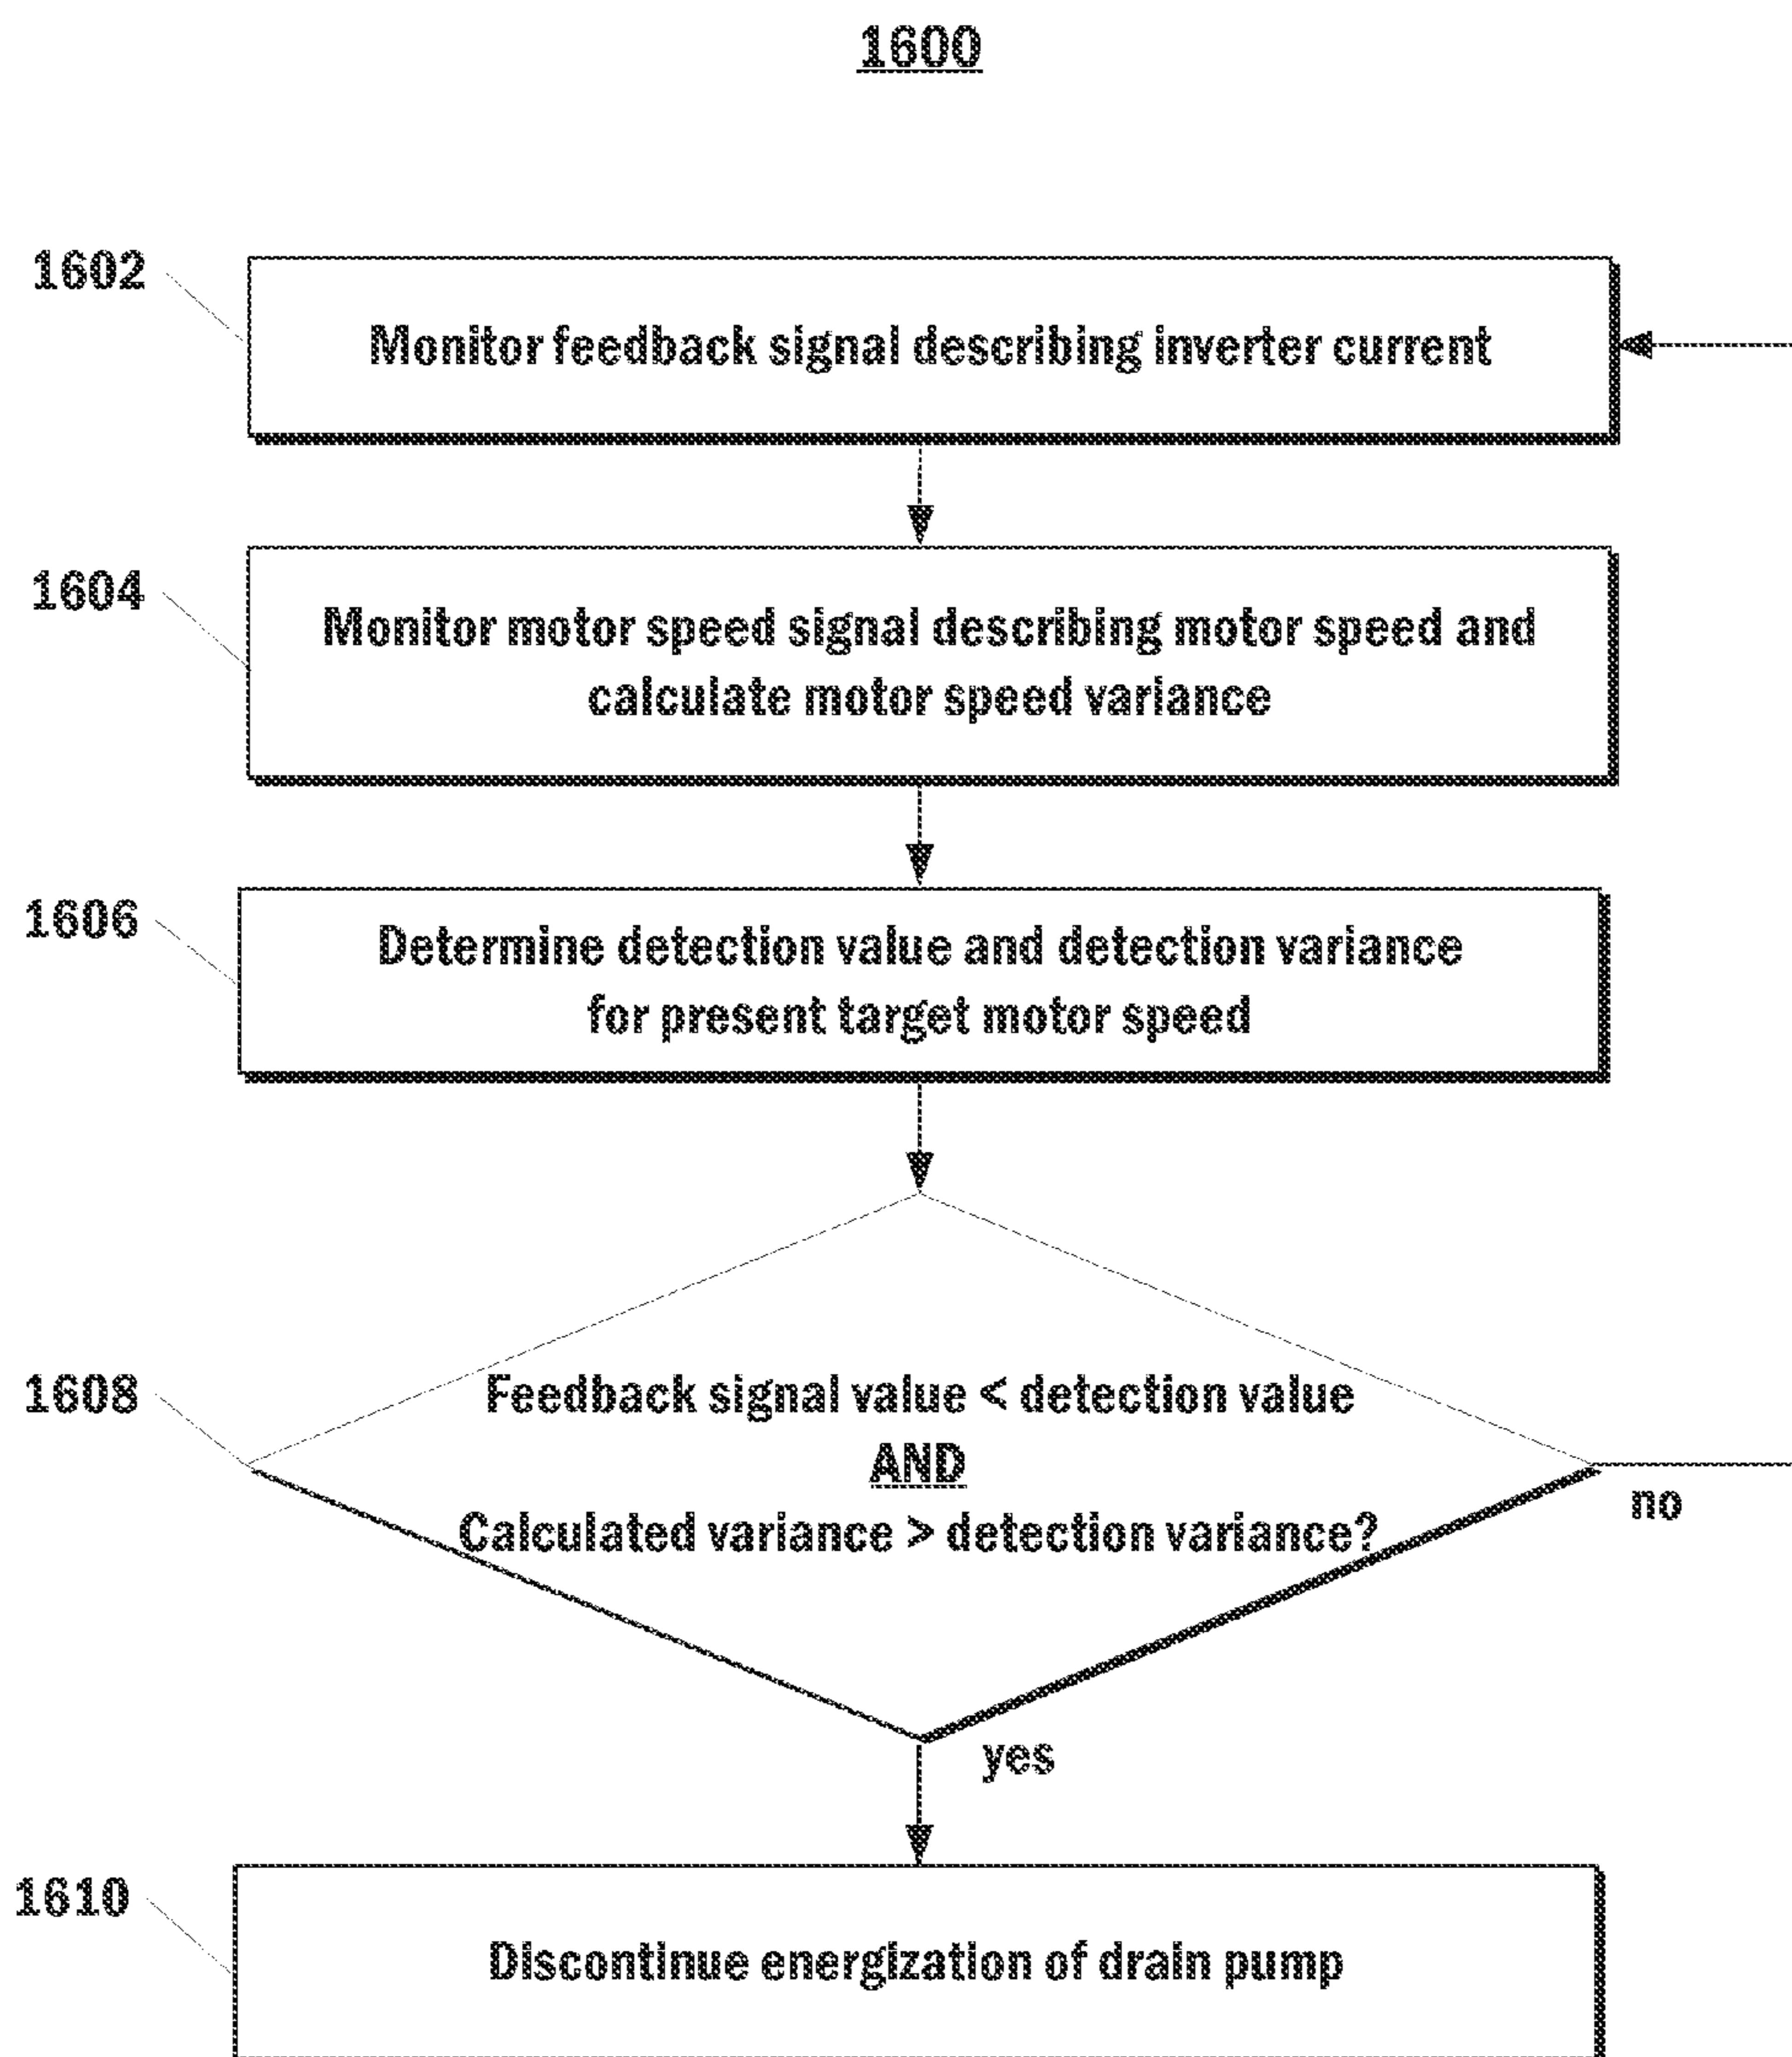 1600
1602
Monitor feedback signal describing inverter current
1604
Monitor motor speed signal describing motor speed and
calculate motor speed variance
1606
Determine detection value and detection variance
for present target motor speed
1608
Feedback signal value < detection value
AND
Calculated variance > detection variance?
no
yes
1610
Discontinue energization of drain pump